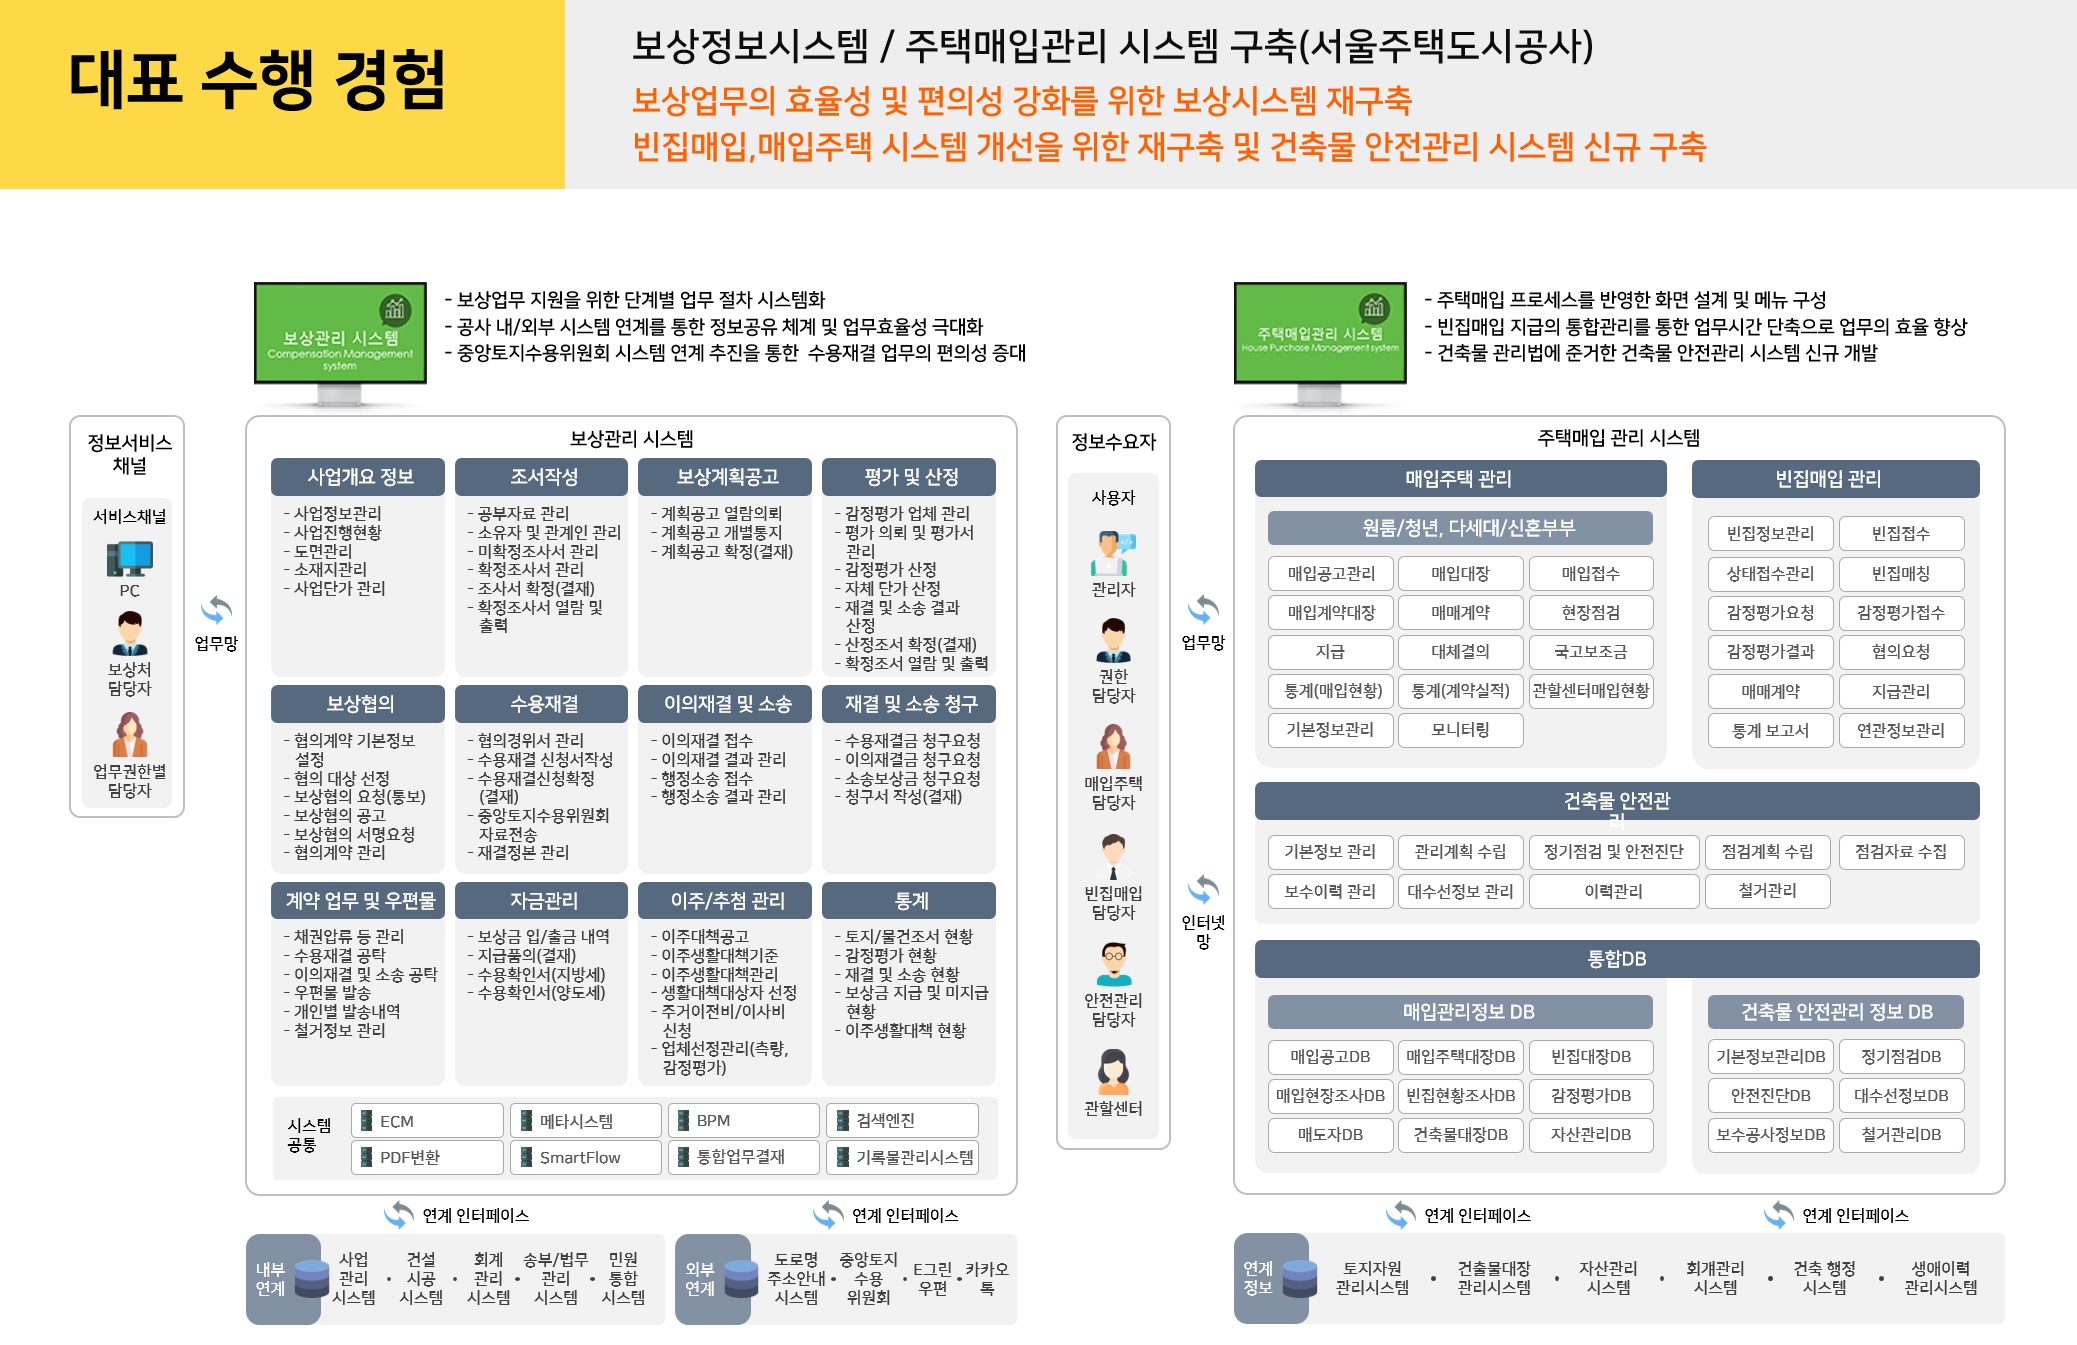 대표 수행 경험
보상정보시스템 / 주택매입관리 시스템 구축(서울주택도시공사)
보상업무의 효율성 및 편의성 강화를 위한 보상시스템 재구축
빈집매입,매입주택 시스템 개선을 위한 재구축 및 건축물 안전관리 시스템 신규 구축
보상관리 시스템
Compensation Management
system
- 보상업무 지원을 위한 단계별 업무 절차 시스템화
- 공사 내/외부 시스템 연계를 통한 정보공유 체계 및 업무효율성 극대화
- 중앙토지수용위원회 시스템 연계 추진을 통한 수용재결 업무의 편의성 증대
정보서비스
채널
서비스채널
PC
보상처
담당자
업무권한별
담당자
업무망
보상관리 시스템
사업개요 정보
- 사업정보관리
- 사업진행현황
- 도면관리
- 소재지관리
- 사업단가 관리
조서작성
- 공부자료 관리
- 소유자 및 관계인 관리
- 미확정조사서 관리
- 확정조사서 관리
- 조사서 확정(결재)
- 확정조사서 열람 및
출력
보상계획공고
- 계획공고 열람의뢰
- 계획공고 개별통지
- 계획공고 확정(결재)
평가 및 산정
- 감정평가 업체 관리
- 평가 의뢰 및 평가서
관리
- 감정평가 산정
- 자체 단가 산정
- 재결 및 소송 결과
산정
- 산정조서 확정(결재)
- 확정조서 열람 및 출력
보상협의
- 협의계약 기본정보
설정
- 협의 대상 선정
- 보상협의 요청(통보)
- 보상협의 공고
- 보상협의 서명요청
- 협의계약 관리
수용재결
- 협의경위서 관리
- 수용재결 신청서작성
- 수용재결신청확정
(결재)
- 중앙토지수용위원회
자료전송
- 재결정본 관리
이의재결 및 소송
- 이의재결 접수
- 이의재결 결과 관리
- 행정소송 접수
- 행정소송 결과 관리
재결 및 소송 청구
- 수용재결금 청구요청
- 이의재결금 청구요청
- 소송보상금 청구요청
- 청구서 작성(결재)
계약 업무 및 우편물
- 채권압류 등 관리
- 수용재결 공탁
- 이의재결 및 소송 공탁
- 우편물 발송
- 개인별 발송내역
- 철거정보 관리
자금관리
- 보상금 입/출금 내역
- 지급품의(결재)
- 수용확인서(지방세)
- 수용확인서(양도세)
이주/추첨 관리
- 이주대책공고
- 이주생활대책기준
- 이주생활대책관리
- 생활대책대상자 선정
- 주거이전비/이사비
신청
- 업체선정관리(측량,
감정평가)
통계
- 토지/물건조서 현황
- 감정평가 현황
- 재결 및 소송 현황
- 보상금 지급 및 미지급
현황
- 이주생활대책 현황
시스템
공통
ECM
메타시스템
BPM
검색엔진
PDF변환
SmartFlow
통합업무결재
기록물관리시스템
연계 인터페이스
연계 인터페이스
내부
연계
사업
관리
시스템
•
건설
시공
시스템
•
회계
관리
시스템
•
송부/법무
관리
시스템
•
민원
통합
시스템
외부
연계
도로명
주소안내
시스템
•
중앙토지
수용
위원회
•
E그린
우편
•
카카오
톡
주택매입관리 시스템
House Purchase Management system
- 주택매입 프로세스를 반영한 화면 설계 및 메뉴 구성
- 빈집매입 지급의 통합관리를 통한 업무시간 단축으로 업무의 효율 향상
- 건축물 관리법에 준거한 건축물 안전관리 시스템 신규 개발
정보수요자
사용자
관리자
권한
담당자
매입주택
담당자
빈집매입
담당자
안전관리
담당자
관할센터
업무망
인터넷
망
주택매입 관리 시스템
매입주택 관리
원룸/청년, 다세대/신혼부부
매입공고관리
매입대장
매입접수
매입계약대장
매매계약
현장점검
지급
대체결의
국고보조금
통계(매입현황)
통계(계약실적)
관할센터매입현황
기본정보관리
모니터링
빈집매입 관리
빈집정보관리
빈집접수
상태접수관리
빈집매칭
감정평가요청
감정평가접수
감정평가결과
협의요청
매매계약
지급관리
통계 보고서
연관정보관리
건축물 안전관
리
기본정보 관리
관리계획 수립
정기점검 및 안전진단
점검계획 수립
점검자료 수집
보수이력 관리
대수선정보 관리
이력관리
철거관리
통합DB
매입관리정보 DB
매입공고DB
매입주택대장DB
빈집대장DB
매입현장조사DB
빈집현황조사DB
감정평가DB
매도자DB
건축물대장DB
자산관리DB
건축물 안전관리 정보 DB
기본정보관리DB
정기점검DB
안전진단DB
대수선정보DB
보수공사정보DB
철거관리DB
연계 인터페이스
연계 인터페이스
연계
정보
토지자원
관리시스템
•
건출물대장
관리시스템
•
자산관리
시스템
•
회개관리
시스템
•
건축 행정
시스템
•
생애이력
관리시스템